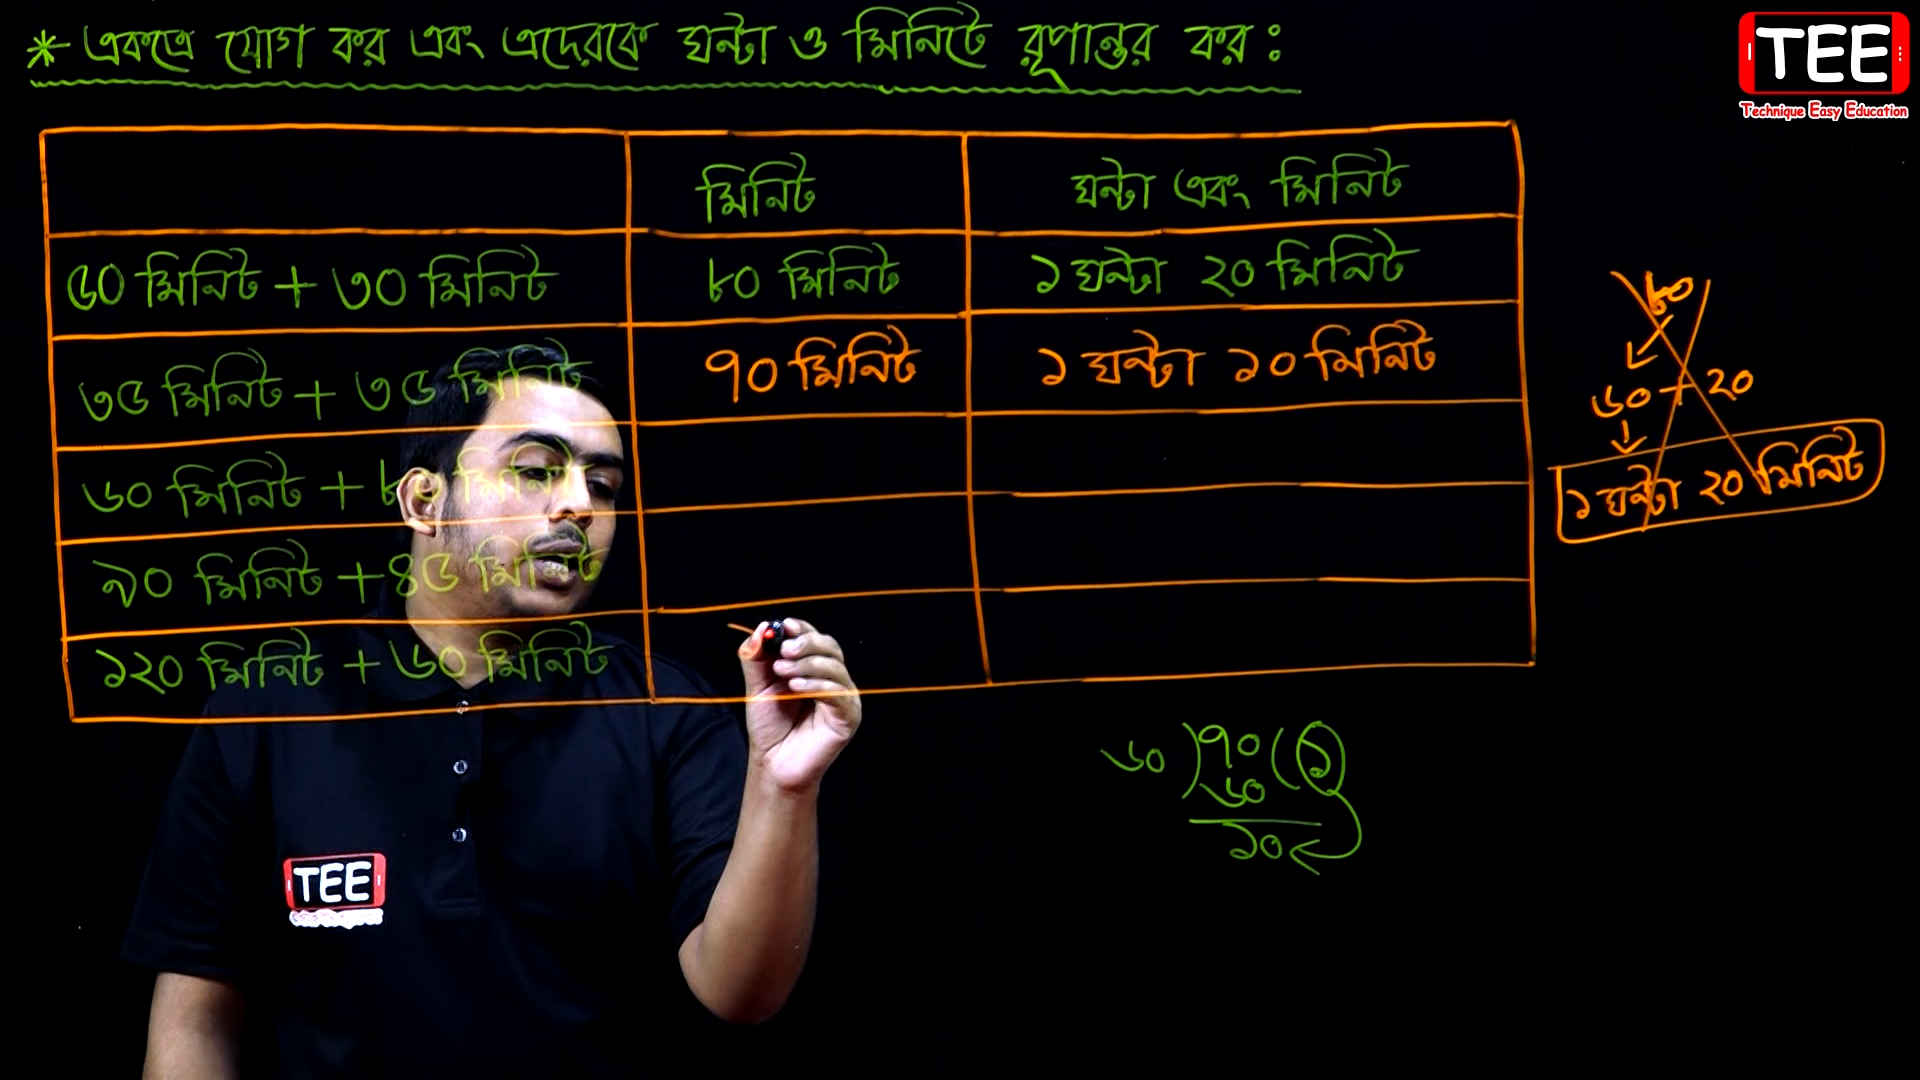 * একত্রে যোগ কর এবং এদেরকে ঘন্টা ও মিনিটে রূপান্তর কর :
TEE
Technique Easy Education
মিনিট
ঘন্টা এবং মিনিট
৫০ মিনিট + ৩০ মিনিট
৮০ মিনিট
১ ঘন্টা ২০ মিনিট
৩৫ মিনিট + ৩৫ মিনিট
৭০ মিনিট
১ ঘন্টা ১০ মিনিট
৬০ মিনিট + ৮০ মিনিট
৯০ মিনিট + ৪৫ মিনিট
১২০ মিনিট + ৬০ মিনিট
৮০
৬০ + ২০
১ ঘন্টা ২০ মিনিট
৬০ ) ৭০ ( ১
৬০
১০
TEE